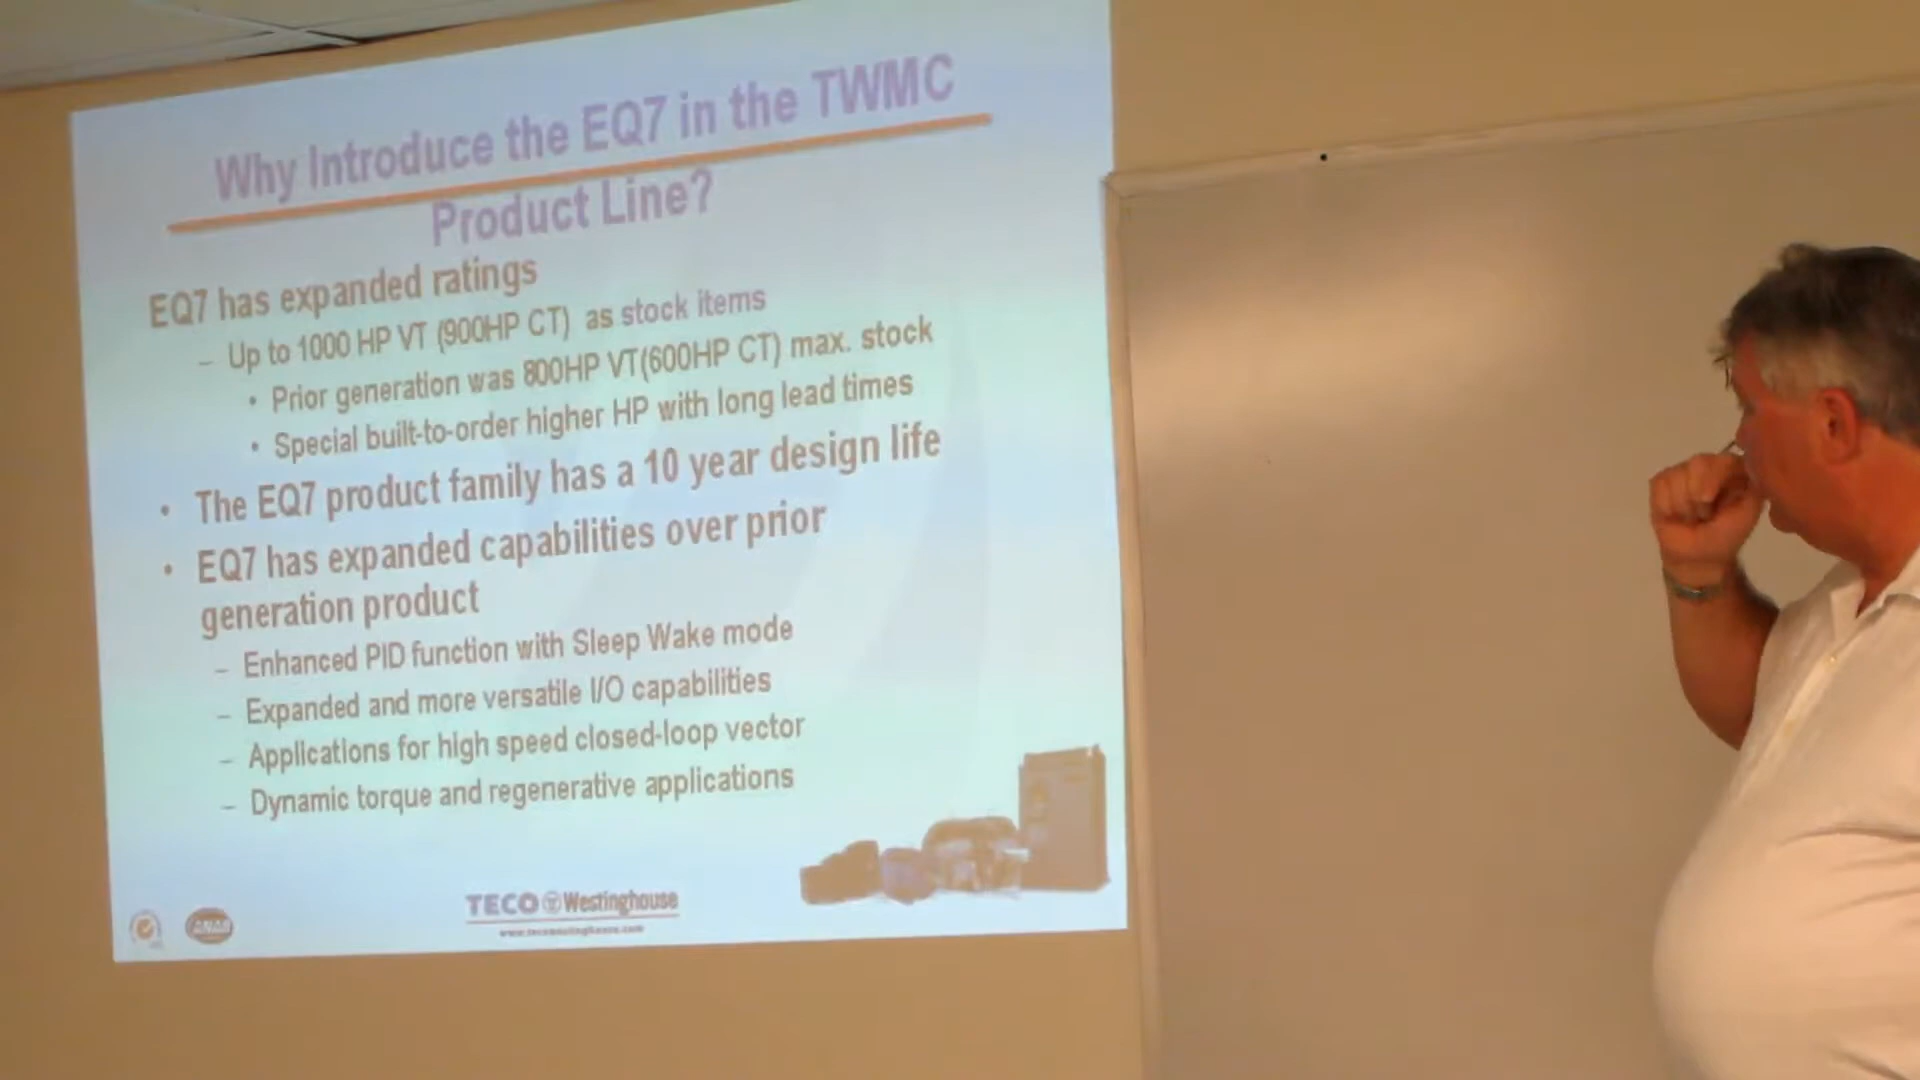 Why Introduce the EQ7 in the TWMC
Product Line?
EQ7 has expanded ratings
– Up to 1000 HP VT (900HP CT) as stock items
• Prior generation was 800HP VT(600HP CT) max. stock
• Special built-to-order higher HP with long lead times
• The EQ7 product family has a 10 year design life
• EQ7 has expanded capabilities over prior
generation product
– Enhanced PID function with Sleep Wake mode
– Expanded and more versatile I/O capabilities
– Applications for high speed closed-loop vector
– Dynamic torque and regenerative applications
ANAB
TECO Westinghouse
www.tecowestinghouse.com